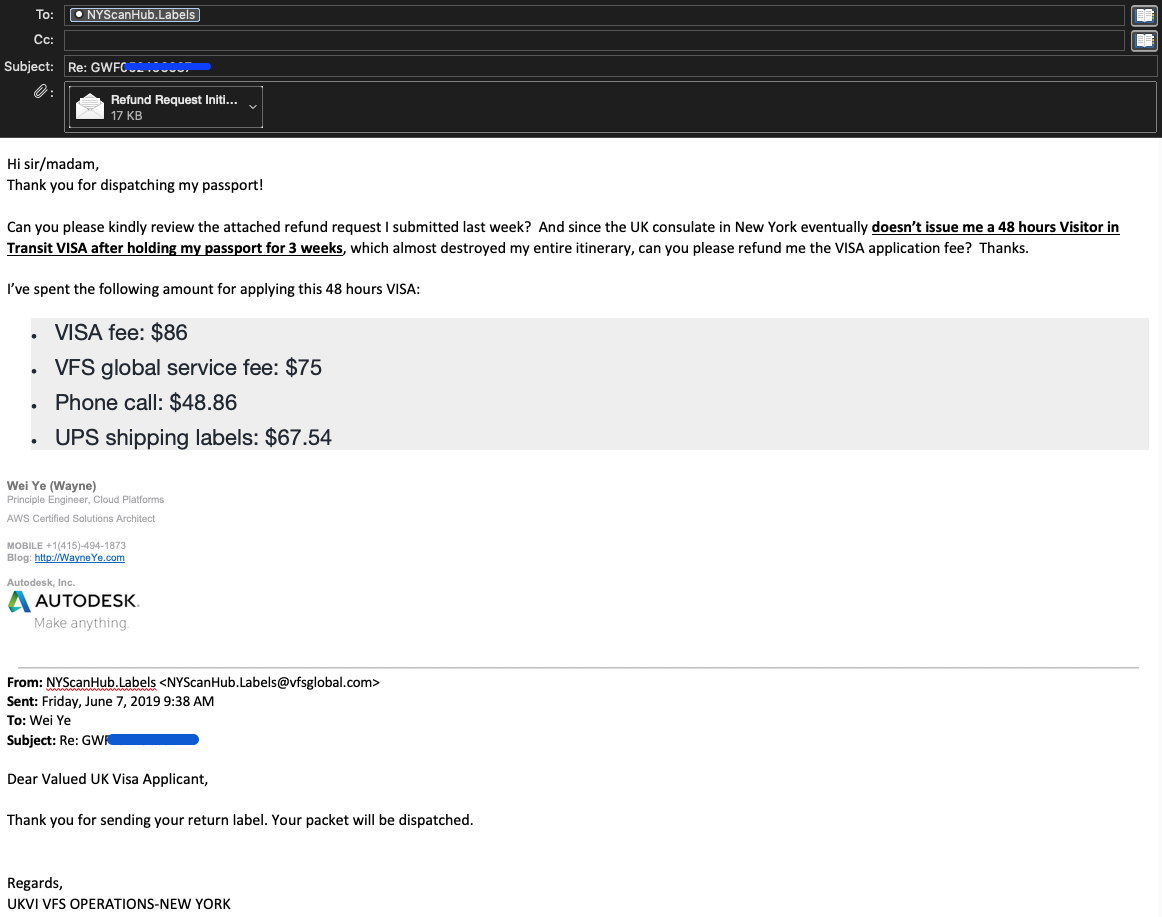 To: NYScanHub.Labels
Cc:
Subject: Re: GWF
Refund Request Initi...
17 KB
Hi sir/madam,
Thank you for dispatching my passport!
Can you please kindly review the attached refund request I submitted last week?  And since the UK consulate in New York eventually doesn’t issue me a 48 hours Visitor in
Transit VISA after holding my passport for 3 weeks, which almost destroyed my entire itinerary, can you please refund me the VISA application fee?  Thanks.
I’ve spent the following amount for applying this 48 hours VISA:
• VISA fee: $86
• VFS global service fee: $75
• Phone call: $48.86
• UPS shipping labels: $67.54
Wei Ye (Wayne)
Principle Engineer, Cloud Platforms
AWS Certified Solutions Architect
MOBILE +1(415)-494-1873
Blog: http://WayneYe.com
Autodesk, Inc.
AUTODESK.
Make anything.
From: NYScanHub.Labels <NYScanHub.Labels@vfsglobal.com>
Sent: Friday, June 7, 2019 9:38 AM
To: Wei Ye
Subject: Re: GWF
Dear Valued UK Visa Applicant,
Thank you for sending your return label. Your packet will be dispatched.
Regards,
UKVI VFS OPERATIONS-NEW YORK